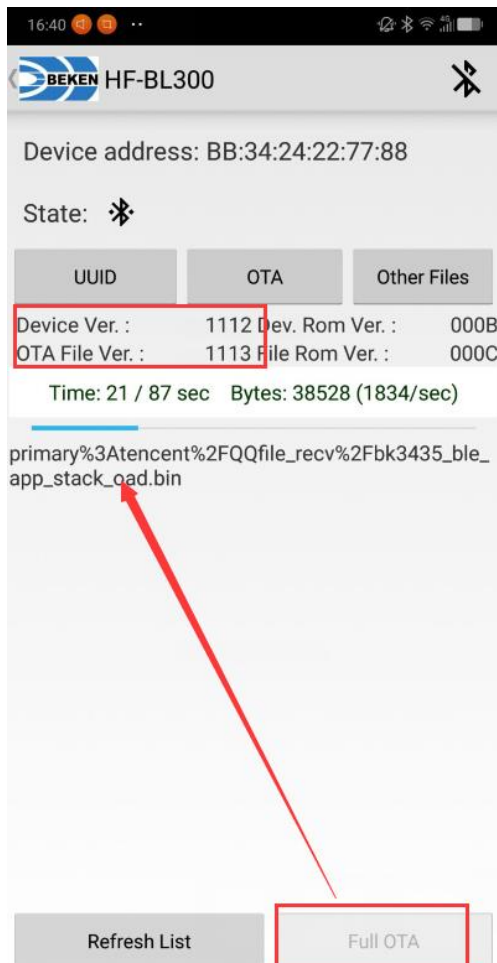 16:40
BEKEN HF-BL300
Device address: BB:34:24:22:77:88
State:
UUID OTA Other Files
Device Ver. : 1112 Dev. Rom Ver. : 000B
OTA File Ver. : 1113 File Rom Ver. : 000C
Time: 21 / 87 sec Bytes: 38528 (1834/sec)
primary%3Atencent%2FQQfile_recv%2Fbk3435_ble_
app_stack_oad.bin
Refresh List Full OTA